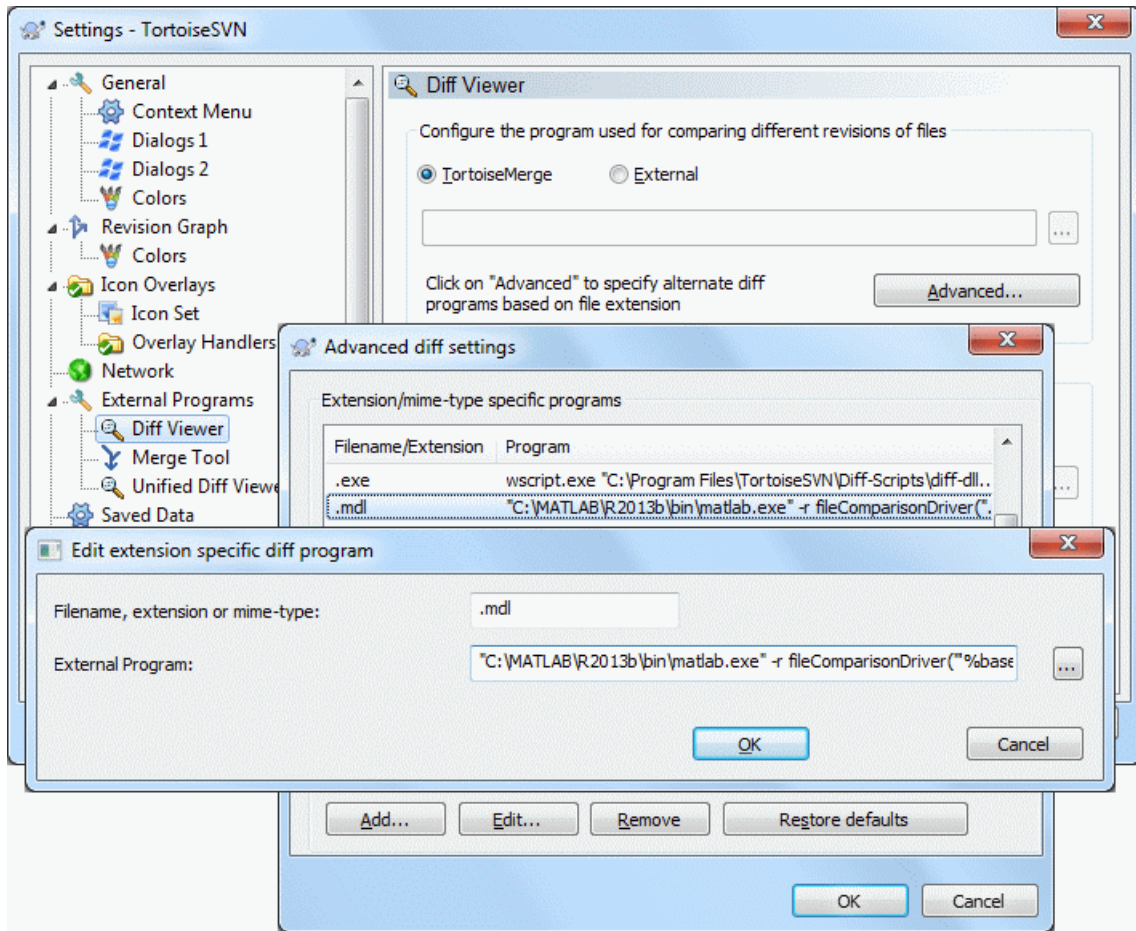 Settings - TortoiseSVN
General
Context Menu
Dialogs 1
Dialogs 2
Colors
Revision Graph
Colors
Icon Overlays
Icon Set
Overlay Handlers
Network
External Programs
Diff Viewer
Merge Tool
Unified Diff Viewe
Saved Data
Diff Viewer
Configure the program used for comparing different revisions of files
TortoiseMerge External
...
Click on "Advanced" to specify alternate diff
programs based on file extension
Advanced...
Advanced diff settings
Extension/mime-type specific programs
Filename/Extension Program
.exe wscript.exe "C:\Program Files\TortoiseSVN\Diff-Scripts\diff-dll...
.mdl "C:\MATLAB\R2013b\bin\matlab.exe" -r fileComparisonDriver("...
...
Edit extension specific diff program
Filename, extension or mime-type: .mdl
External Program: "C:\MATLAB\R2013b\bin\matlab.exe" -r fileComparisonDriver("'%base
...
OK Cancel
Add... Edit... Remove Restore defaults
OK Cancel